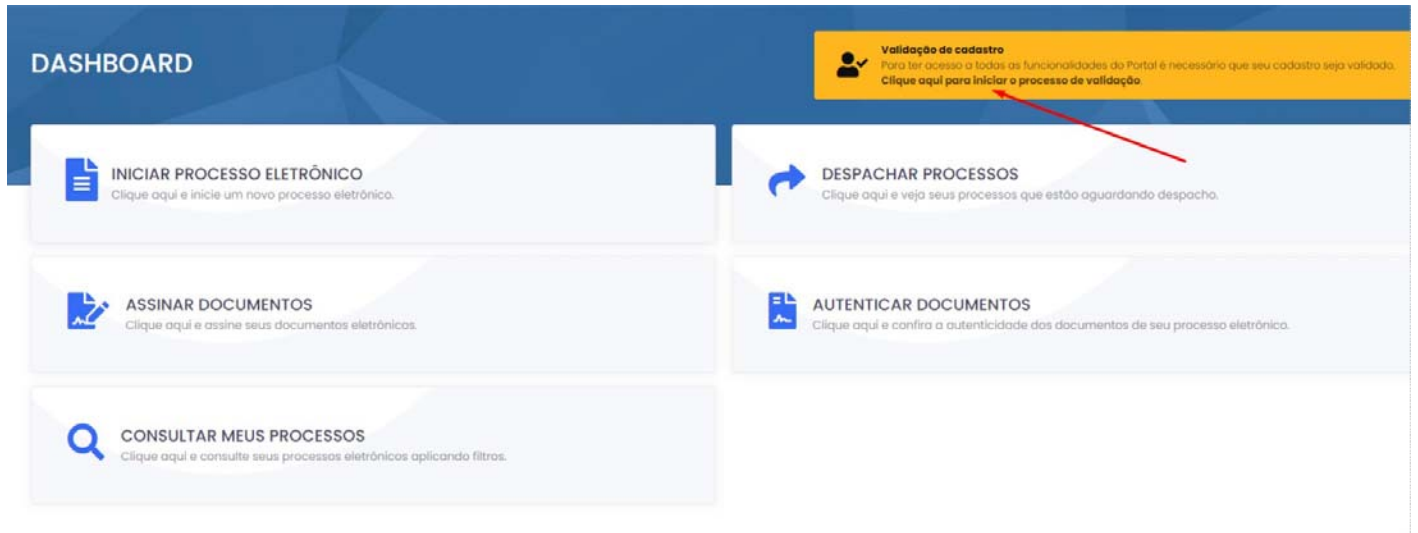 DASHBOARD
Validação de cadastro
Para ter acesso a todas as funcionalidades do Portal é necessário que seu cadastro seja validado.
Clique aqui para iniciar o processo de validação.
INICIAR PROCESSO ELETRÔNICO
Clique aqui e inicie um novo processo eletrônico.
DESPACHAR PROCESSOS
Clique aqui e veja seus processos que estão aguardando despacho.
ASSINAR DOCUMENTOS
Clique aqui e assine seus documentos eletrônicos.
AUTENTICAR DOCUMENTOS
Clique aqui e confira a autenticidade dos documentos de seu processo eletrônico.
CONSULTAR MEUS PROCESSOS
Clique aqui e consulte seus processos eletrônicos aplicando filtros.